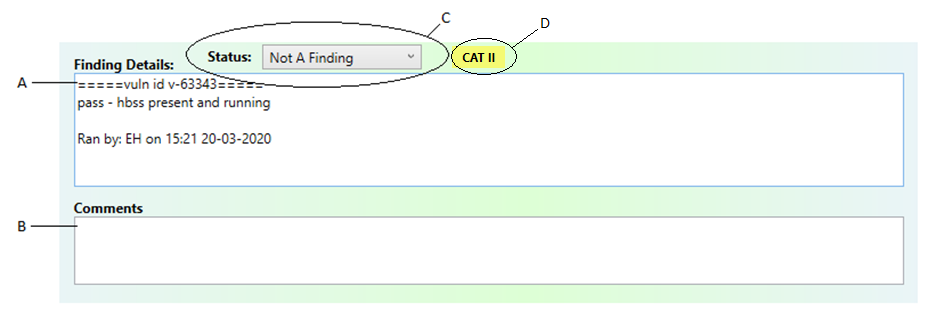 C
D
Status: Not A Finding CAT II
Finding Details:
A
=====vuln id v-63343=====
pass - hbss present and running
Ran by: EH on 15:21 20-03-2020
Comments
B